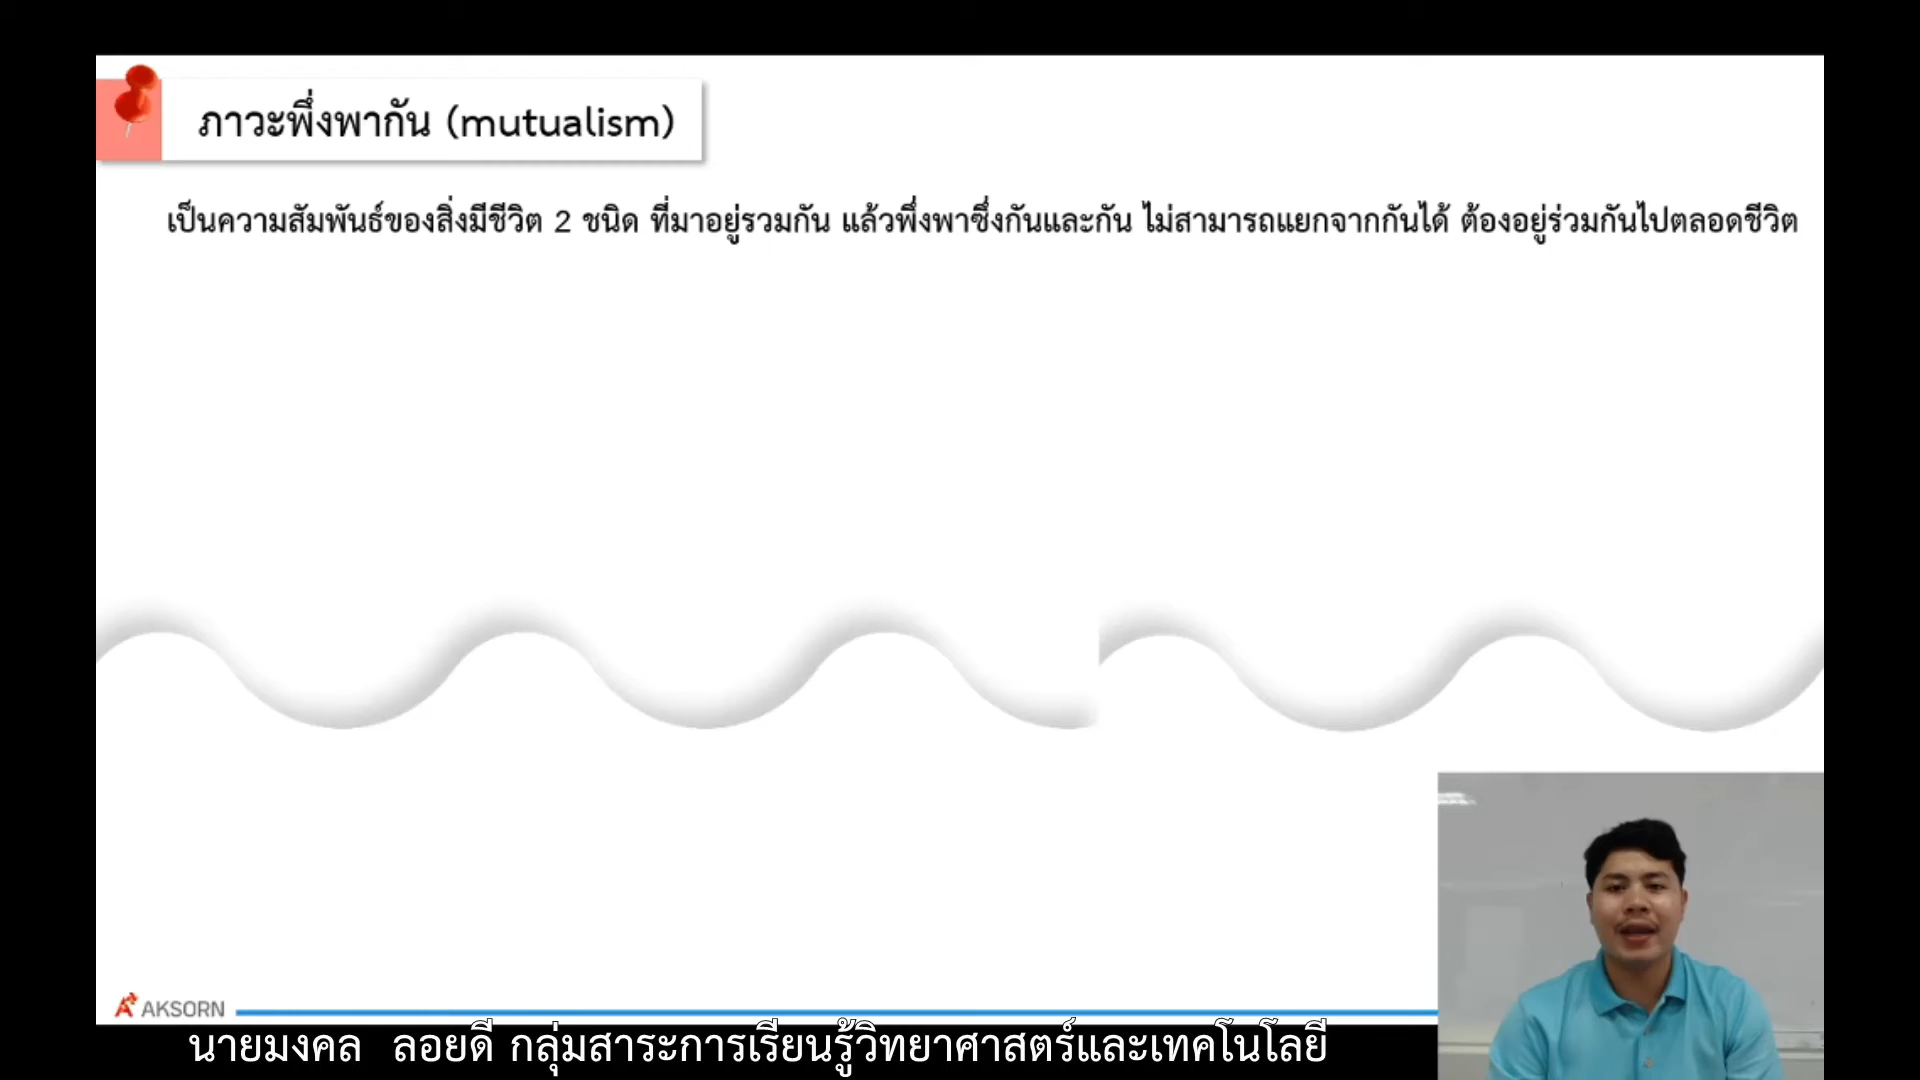 ภาวะพึ่งพากัน (mutualism)
เป็นความสัมพันธ์ของสิ่งมีชีวิต 2 ชนิด ที่มาอยู่รวมกัน แล้วพึ่งพาซึ่งกันและกัน ไม่สามารถแยกจากกันได้ ต้องอยู่ร่วมกันไปตลอดชีวิต
AKSORN
นายมงคล ลอยดี กลุ่มสาระการเรียนรู้วิทยาศาสตร์และเทคโนโลยี